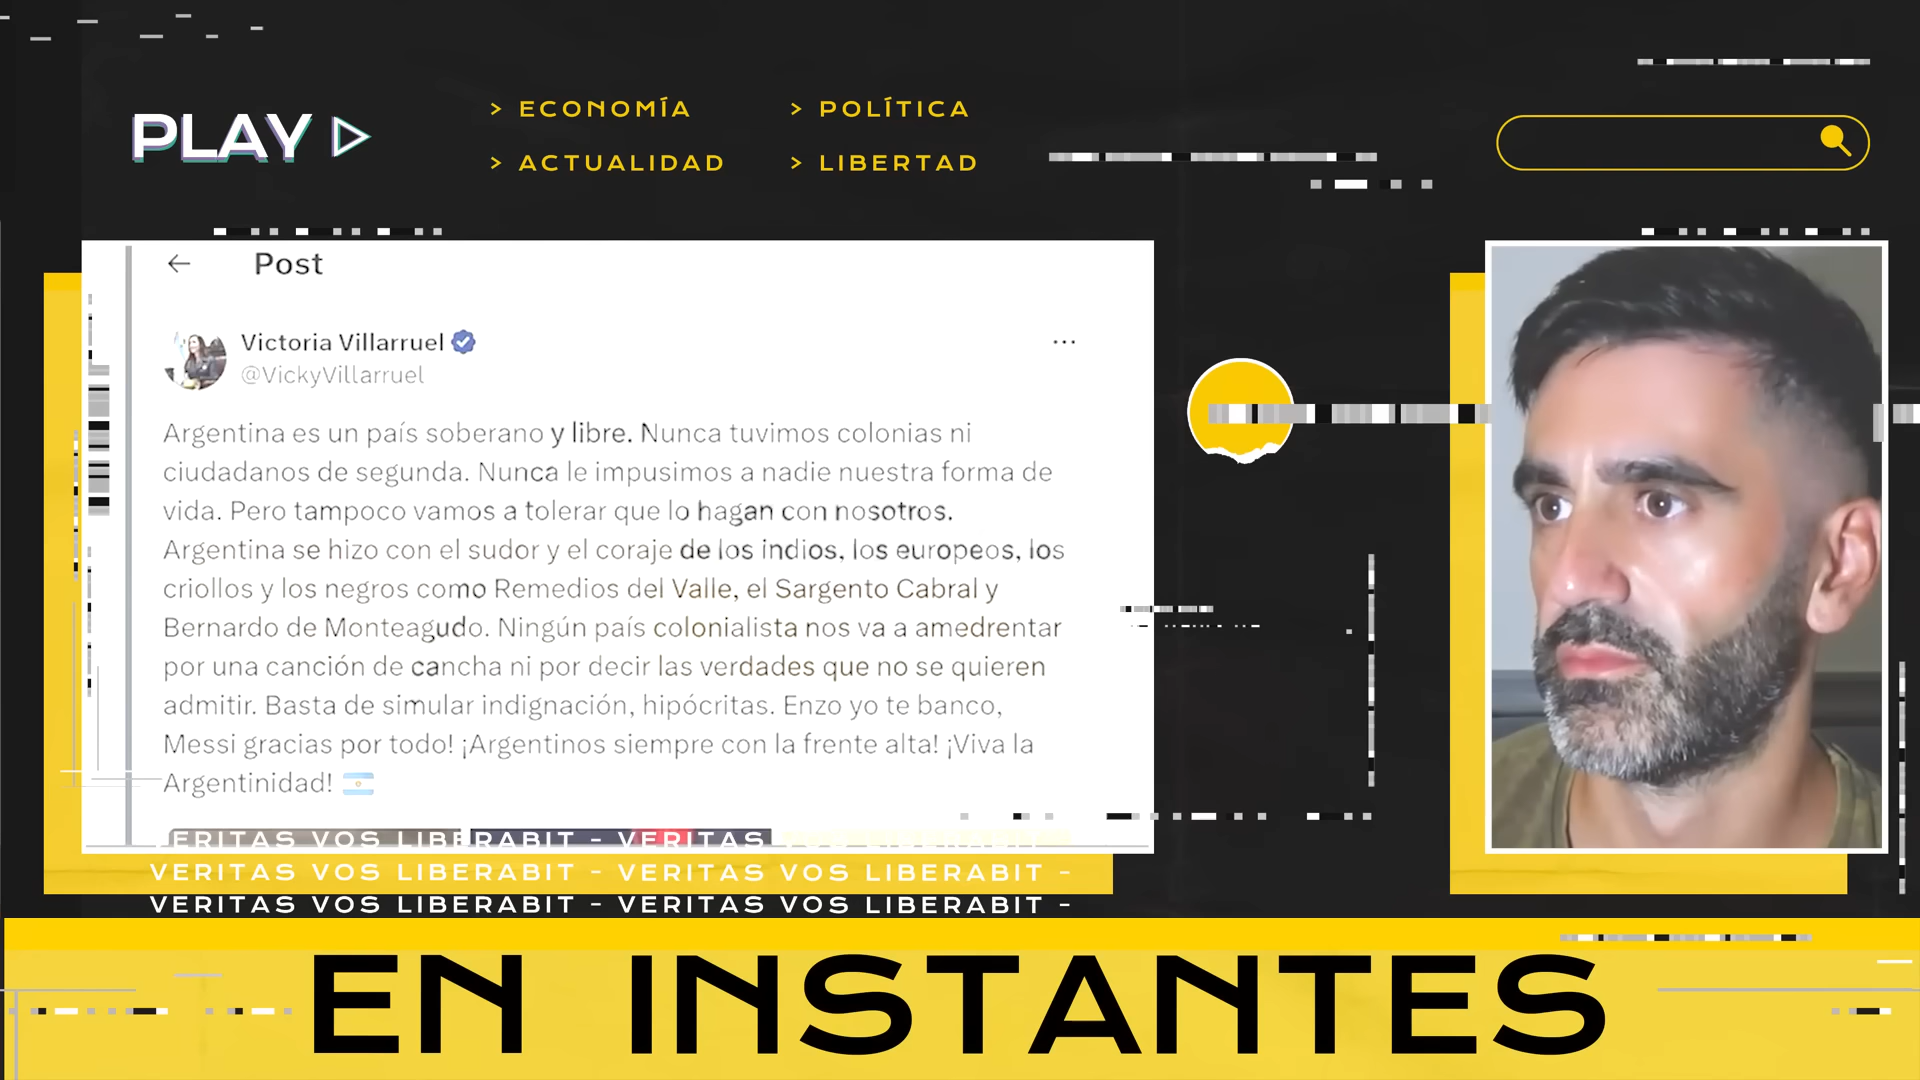 PLAY
> ECONOMÍA
> POLÍTICA
> ACTUALIDAD
> LIBERTAD
Post
Victoria Villarruel
@VickyVillarruel
Argentina es un país soberano y libre. Nunca tuvimos colonias ni
ciudadanos de segunda. Nunca le impusimos a nadie nuestra forma de
vida. Pero tampoco vamos a tolerar que lo hagan con nosotros.
Argentina se hizo con el sudor y el coraje de los indios, los europeos, los
criollos y los negros como Remedios del Valle, el Sargento Cabral y
Bernardo de Monteagudo. Ningún país colonialista nos va a amedrentar
por una canción de cancha ni por decir las verdades que no se quieren
admitir. Basta de simular indignación, hipócritas. Enzo yo te banco,
Messi gracias por todo! ¡Argentinos siempre con la frente alta! ¡Viva la
Argentinidad!
ERITAS VOS LIBERABIT - VERITAS VOS LIBERABIT -
VERITAS VOS LIBERABIT - VERITAS VOS LIBERABIT -
VERITAS VOS LIBERABIT - VERITAS VOS LIBERABIT -
EN INSTANTES